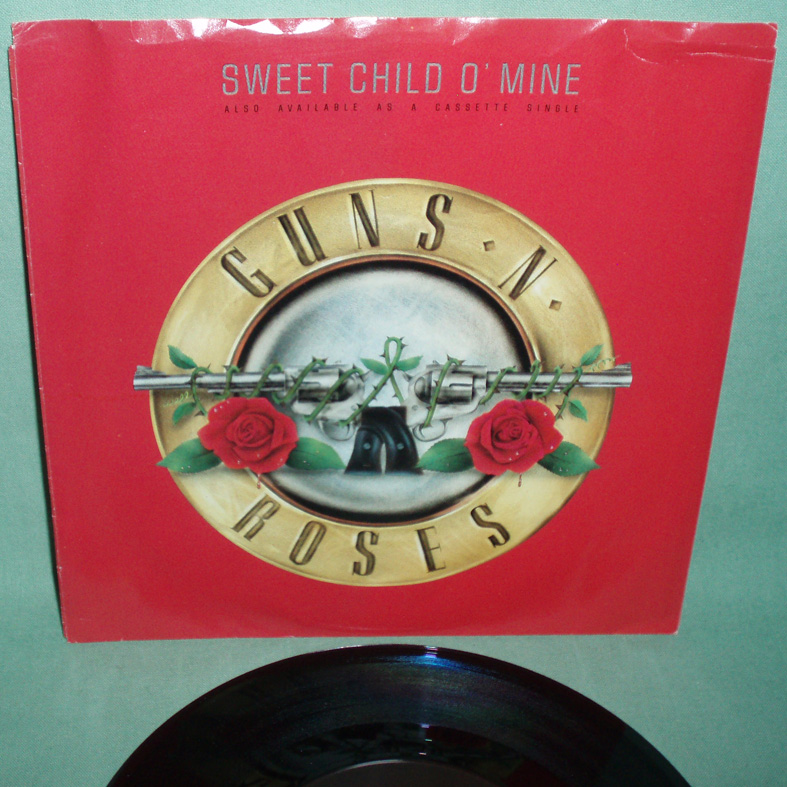 SWEET CHILD O' MINE
ALSO AVAILABLE AS A CASSETTE SINGLE
GUNS · N ·
ROSES